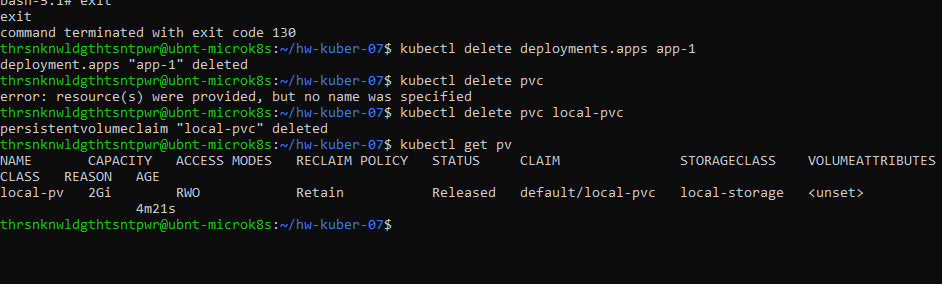 bash-5.1# exit
exit
command terminated with exit code 130
thrsnknwldgthtsntpwr@ubnt-microk8s:~/hw-kuber-07$ kubectl delete deployments.apps app-1
deployment.apps "app-1" deleted
thrsnknwldgthtsntpwr@ubnt-microk8s:~/hw-kuber-07$ kubectl delete pvc
error: resource(s) were provided, but no name was specified
thrsnknwldgthtsntpwr@ubnt-microk8s:~/hw-kuber-07$ kubectl delete pvc local-pvc
persistentvolumeclaim "local-pvc" deleted
thrsnknwldgthtsntpwr@ubnt-microk8s:~/hw-kuber-07$ kubectl get pv
NAME       CAPACITY   ACCESS MODES   RECLAIM POLICY   STATUS     CLAIM               STORAGECLASS    VOLUMEATTRIBUTES
CLASS   REASON   AGE
local-pv   2Gi        RWO            Retain           Released   default/local-pvc   local-storage   <unset>
                 4m21s
thrsnknwldgthtsntpwr@ubnt-microk8s:~/hw-kuber-07$